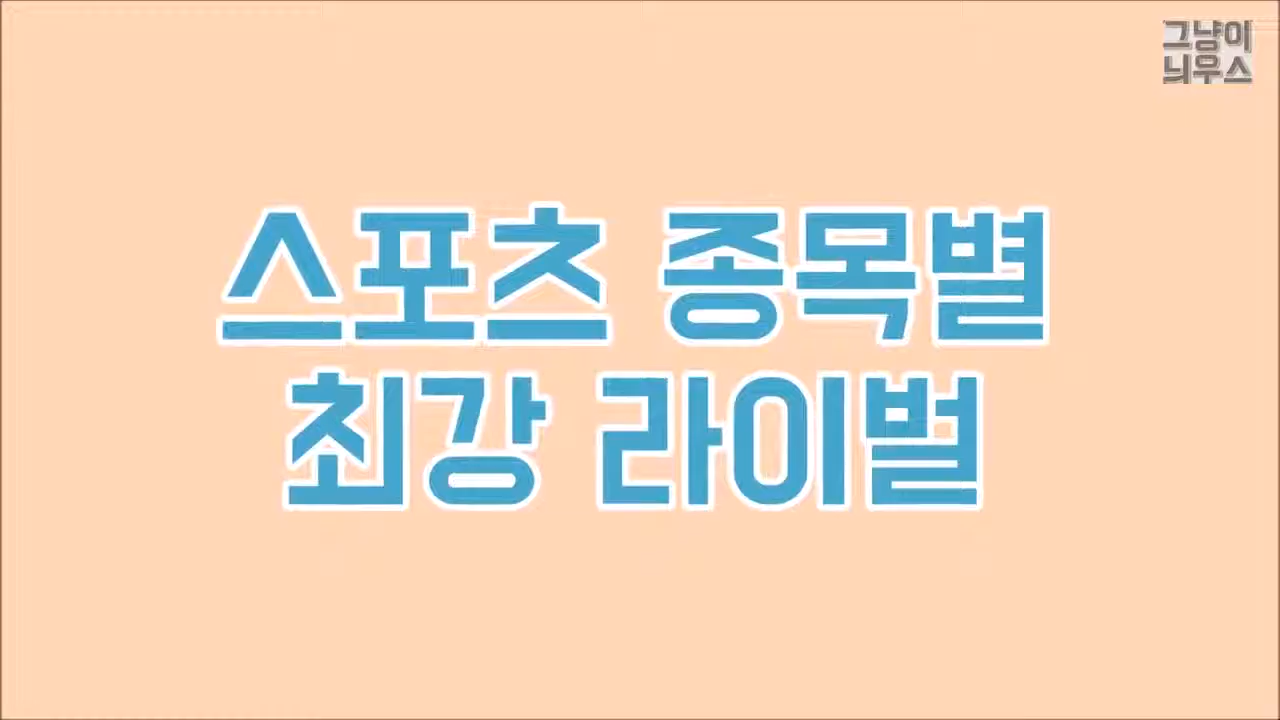 그냥이
늬우스
스포츠 종목별
최강 라이벌